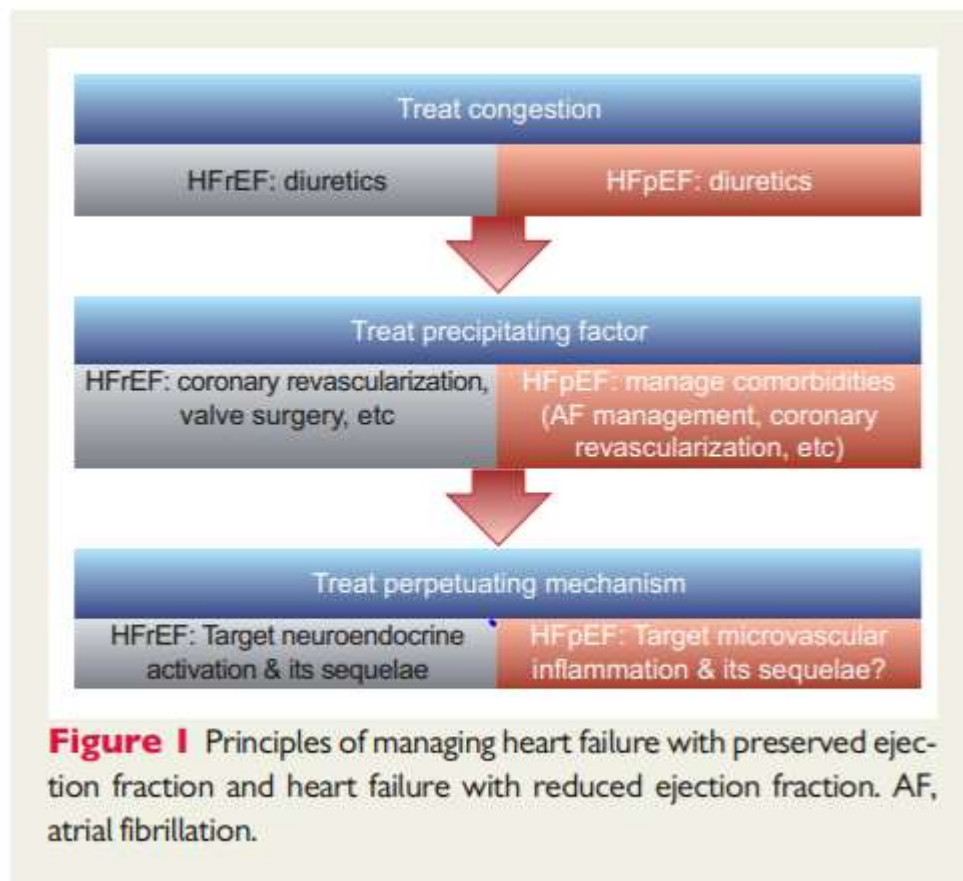 Treat congestion
HFrEF: diuretics
HFpEF: diuretics
Treat precipitating factor
HFrEF: coronary revascularization,
valve surgery, etc
HFpEF: manage comorbidities
(AF management, coronary
revascularization, etc)
Treat perpetuating mechanism
HFrEF: Target neuroendocrine
activation & its sequelae
HFpEF: Target microvascular
inflammation & its sequelae?
Figure 1 Principles of managing heart failure with preserved ejec-
tion fraction and heart failure with reduced ejection fraction. AF,
atrial fibrillation.